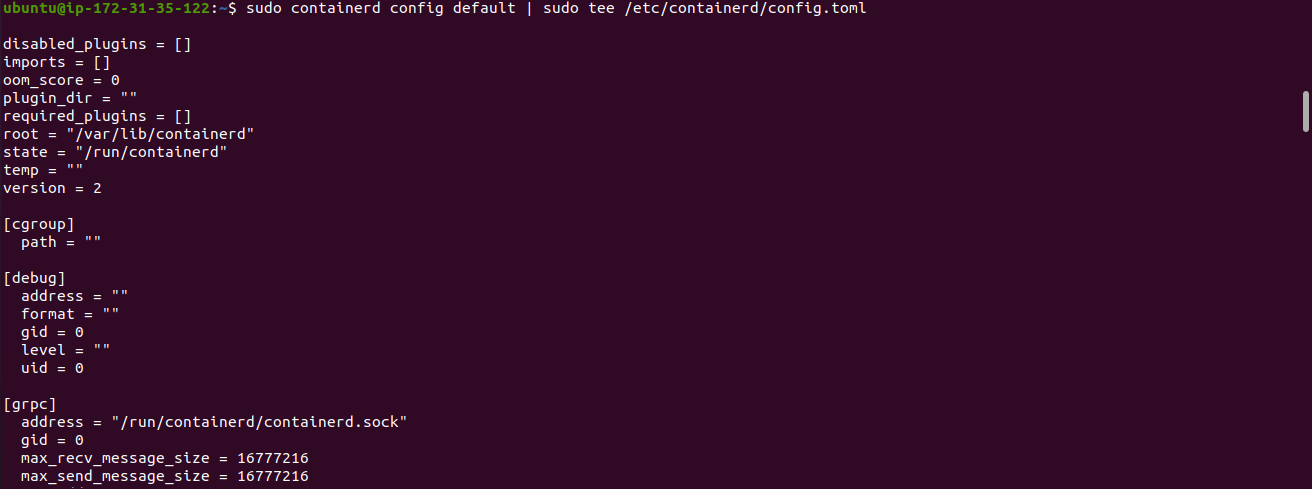 ubuntu@ip-172-31-35-122:~$ sudo containerd config default | sudo tee /etc/containerd/config.toml
disabled_plugins = []
imports = []
oom_score = 0
plugin_dir = ""
required_plugins = []
root = "/var/lib/containerd"
state = "/run/containerd"
temp = ""
version = 2
[cgroup]
path = ""
[debug]
address = ""
format = ""
gid = 0
level = ""
uid = 0
[grpc]
address = "/run/containerd/containerd.sock"
gid = 0
max_recv_message_size = 16777216
max_send_message_size = 16777216